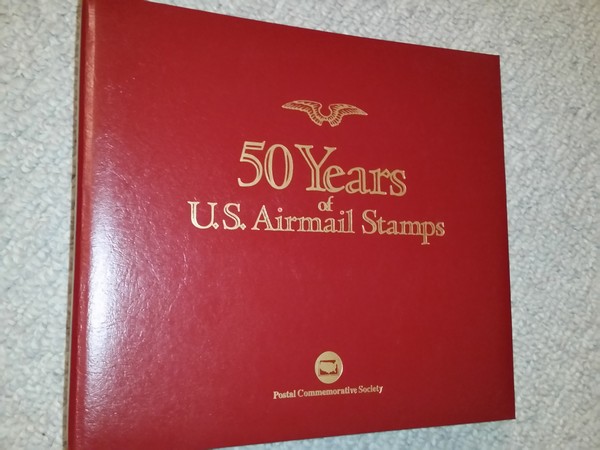 50 Years
of
U.S. Airmail Stamps
Postal Commemorative Society